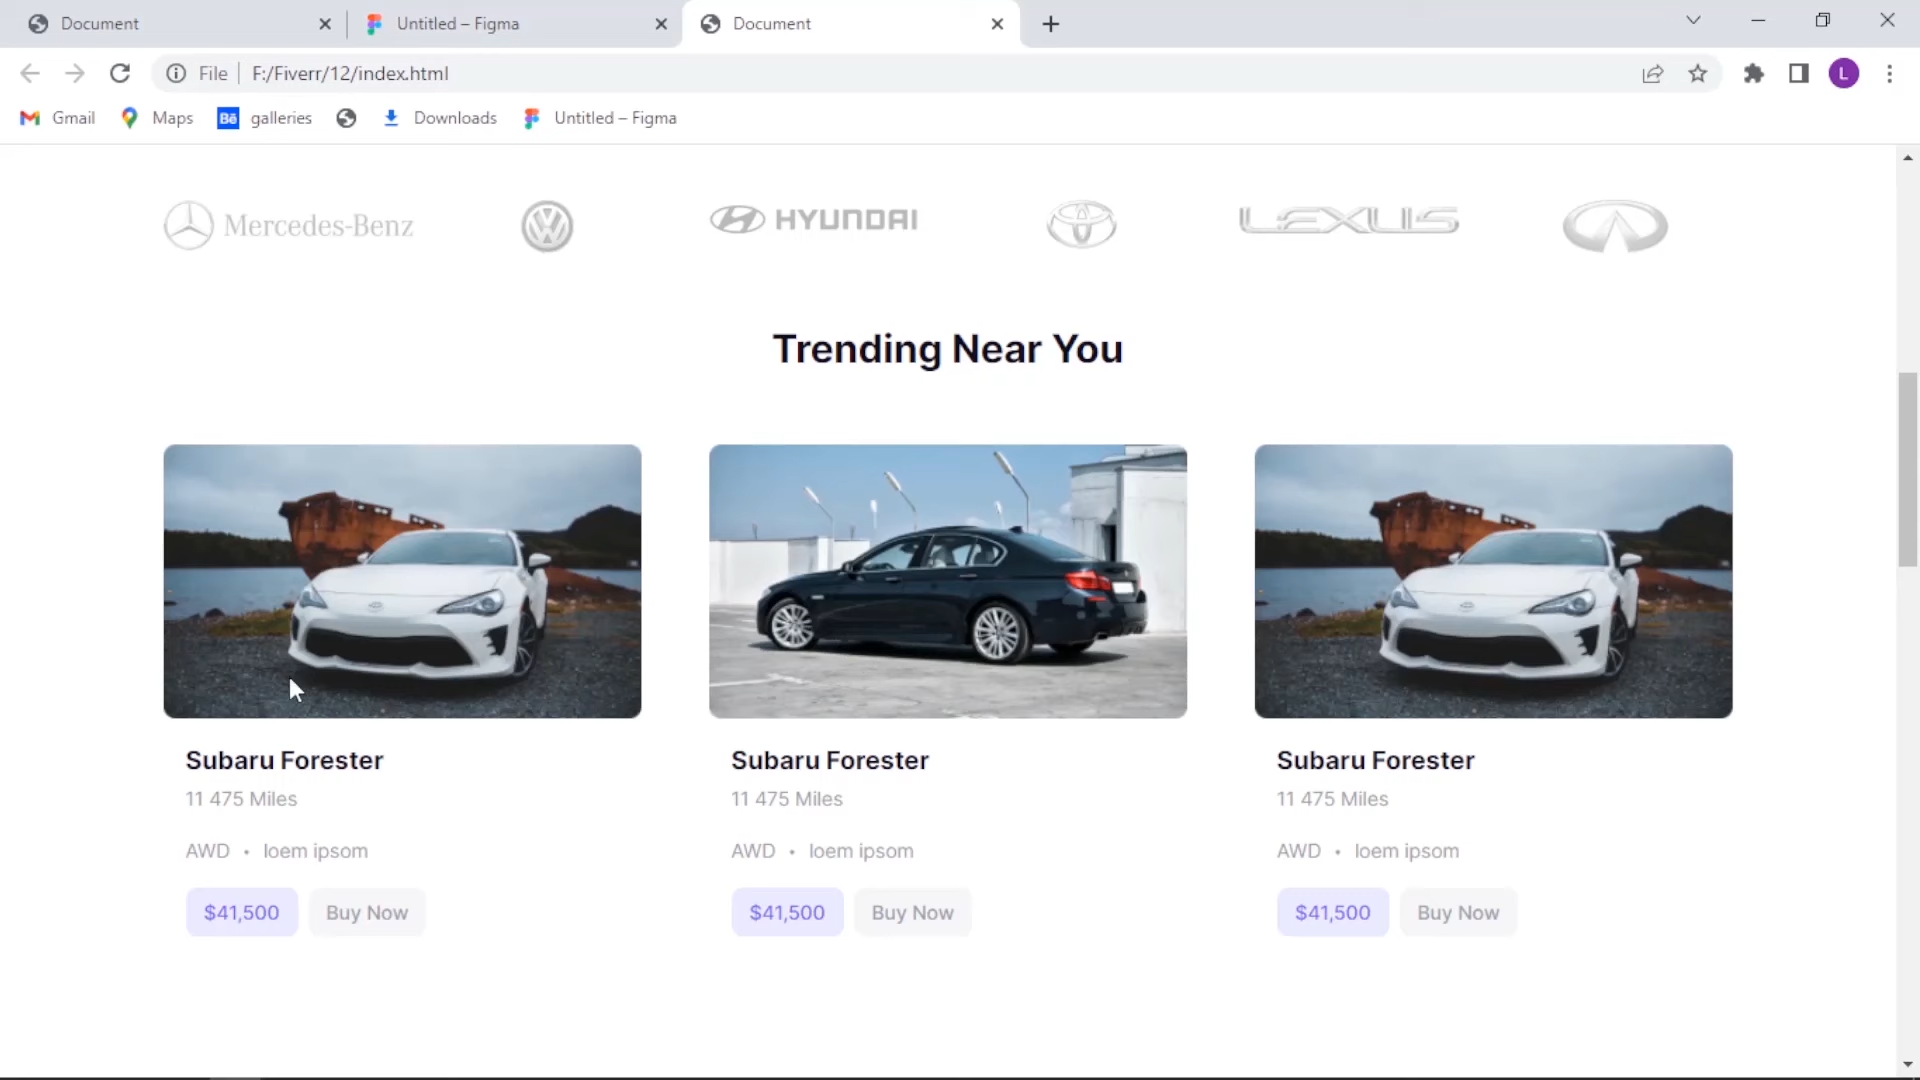 Document
Untitled – Figma
Document
File
F:/Fiverr/12/index.html
L
Gmail
Maps
Bē galleries
Downloads
Untitled – Figma
Mercedes-Benz
HYUNDAI
LEXUS
Trending Near You
Subaru Forester
11 475 Miles
AWD • loem ipsom
$41,500
Buy Now
Subaru Forester
11 475 Miles
AWD • loem ipsom
$41,500
Buy Now
Subaru Forester
11 475 Miles
AWD • loem ipsom
$41,500
Buy Now